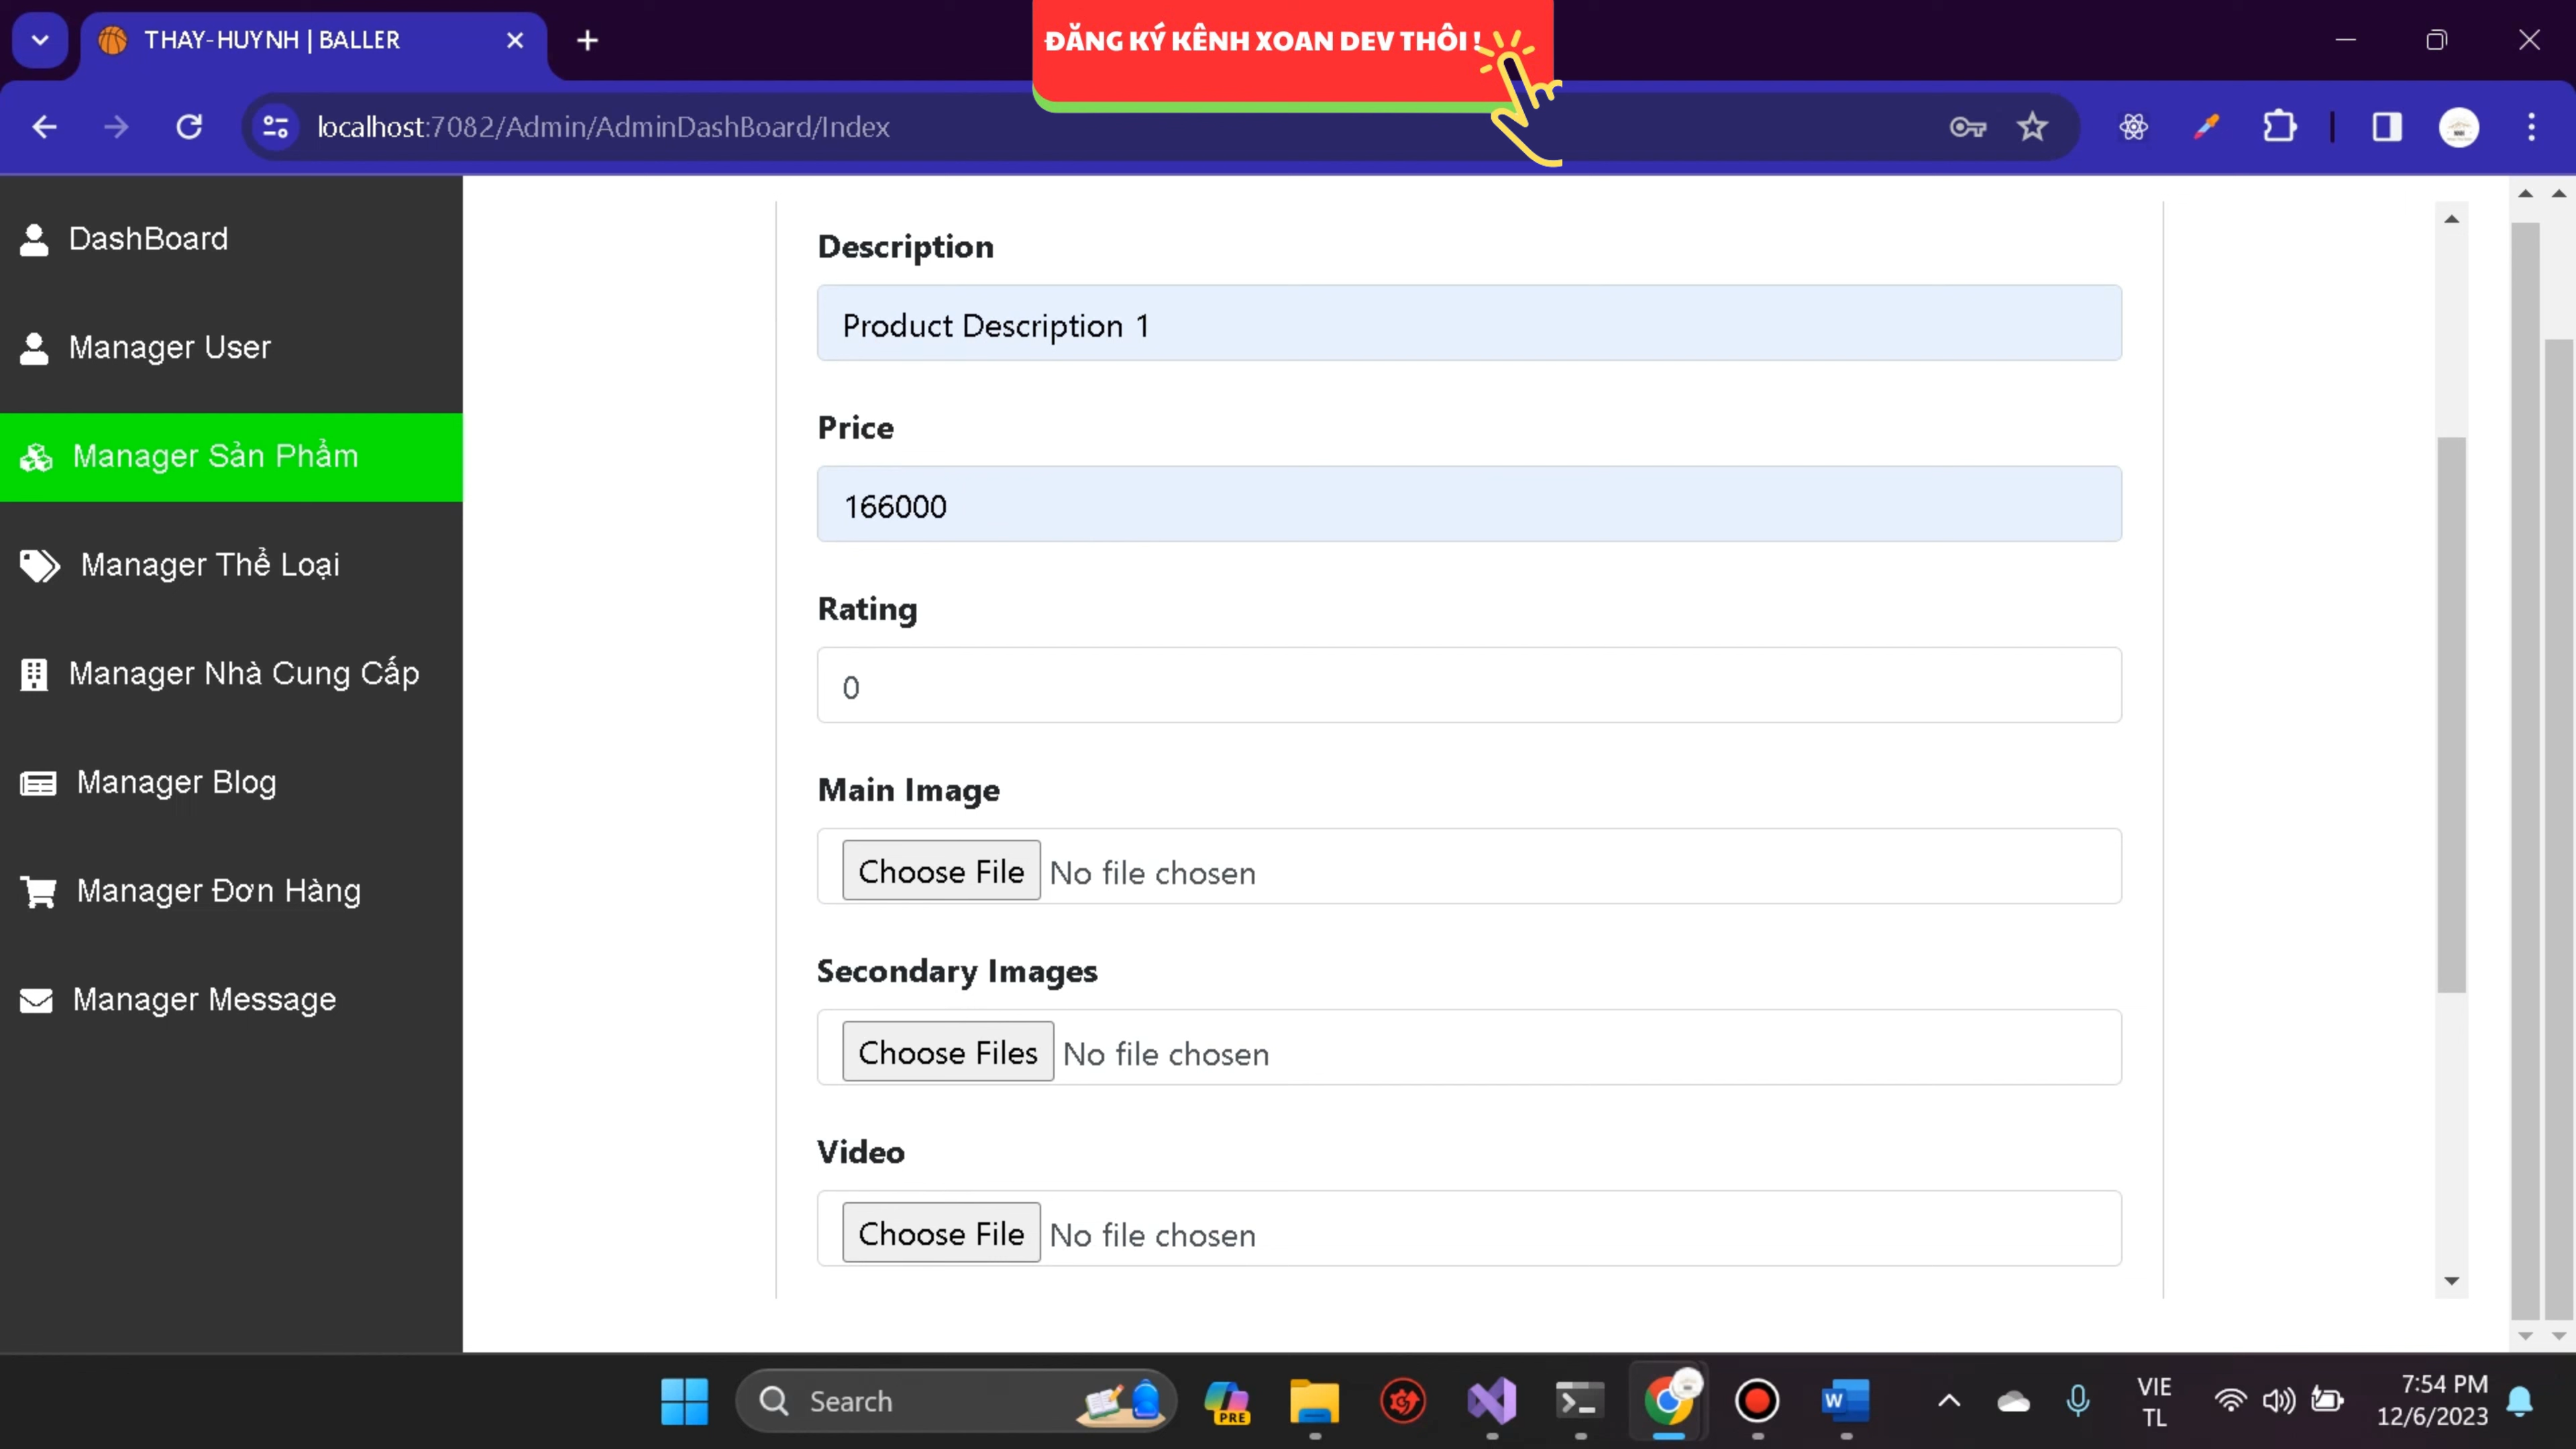 THAY-HUYNH | BALLER
ĐĂNG KÝ KÊNH XOAN DEV THÔI !
localhost:7082/Admin/AdminDashBoard/Index
DashBoard
Manager User
Manager Sản Phẩm
Manager Thể Loại
Manager Nhà Cung Cấp
Manager Blog
Manager Đơn Hàng
Manager Message
Description
Product Description 1
Price
166000
Rating
0
Main Image
Choose File No file chosen
Secondary Images
Choose Files No file chosen
Video
Choose File No file chosen
Search
PRE
W
VIE
TL
7:54 PM
12/6/2023